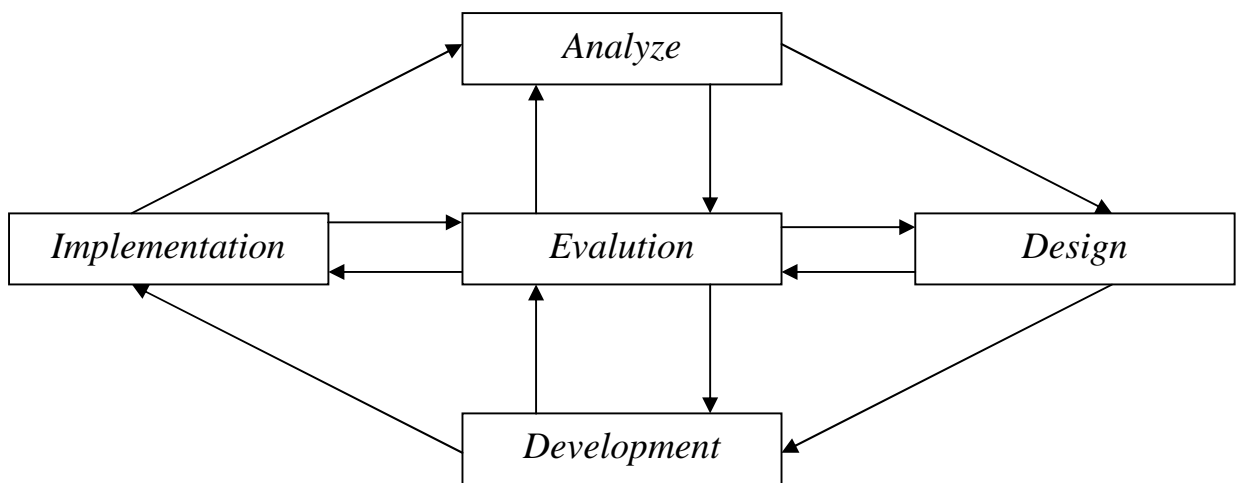 Analyze
Implementation
Evalution
Design
Development